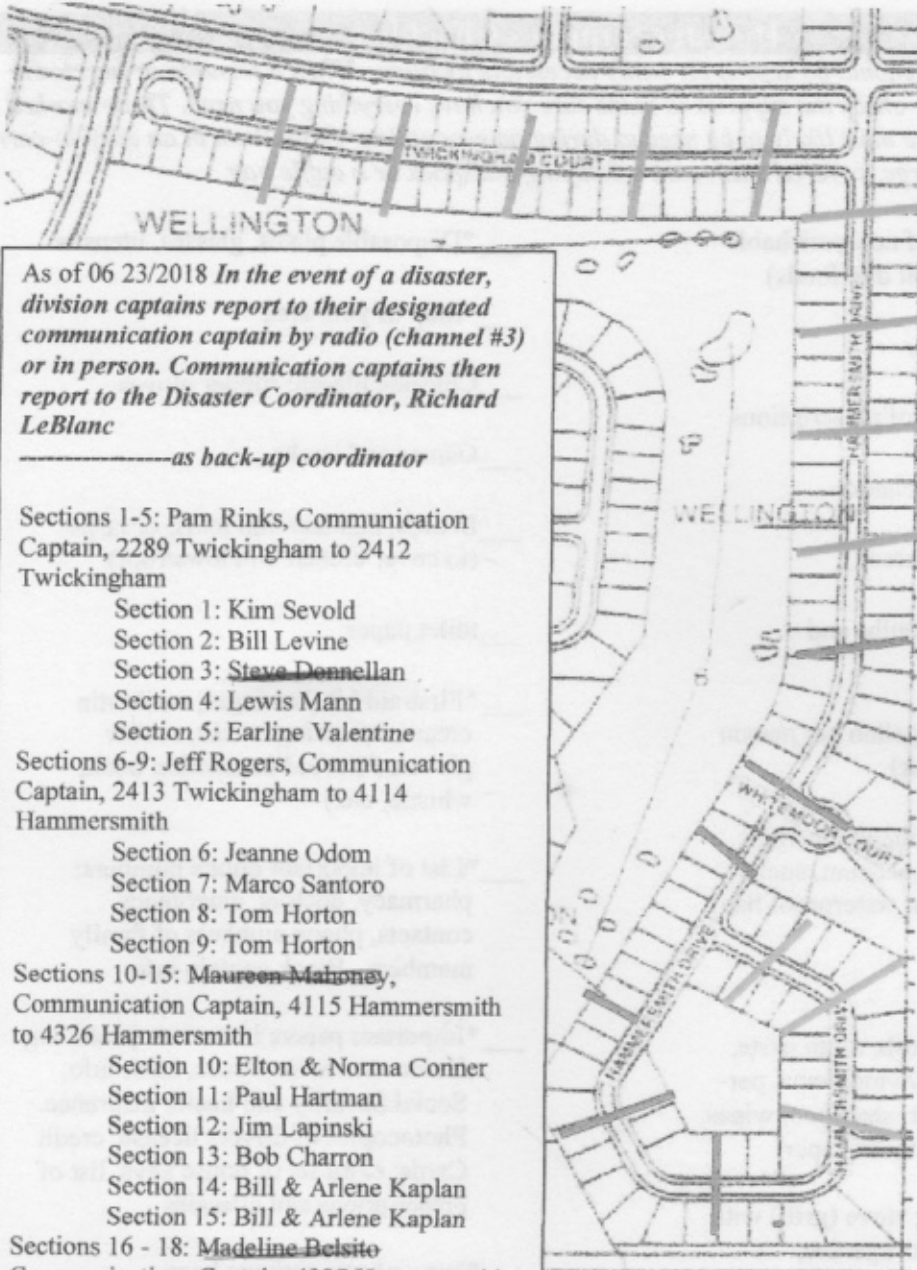 TWICKINGHAM COURT
WELLINGTON
As of 06 23/2018 In the event of a disaster,
division captains report to their designated
communication captain by radio (channel #3)
or in person. Communication captains then
report to the Disaster Coordinator, Richard
LeBlanc
--------------------as back-up coordinator
Sections 1-5: Pam Rinks, Communication
Captain, 2289 Twickingham to 2412
Twickingham
Section 1: Kim Sevold
Section 2: Bill Levine
Section 3: Steve Donnellan
Section 4: Lewis Mann
Section 5: Earline Valentine
Sections 6-9: Jeff Rogers, Communication
Captain, 2413 Twickingham to 4114
Hammersmith
Section 6: Jeanne Odom
Section 7: Marco Santoro
Section 8: Tom Horton
Section 9: Tom Horton
Sections 10-15: Maureen Mahoney,
Communication Captain, 4115 Hammersmith
to 4326 Hammersmith
Section 10: Elton & Norma Conner
Section 11: Paul Hartman
Section 12: Jim Lapinski
Section 13: Bob Charron
Section 14: Bill & Arlene Kaplan
Section 15: Bill & Arlene Kaplan
Sections 16 - 18: Madeline Belsito
WELLINGTON
WHITEMOOR COURT
HAMMERSMITH DRIVE